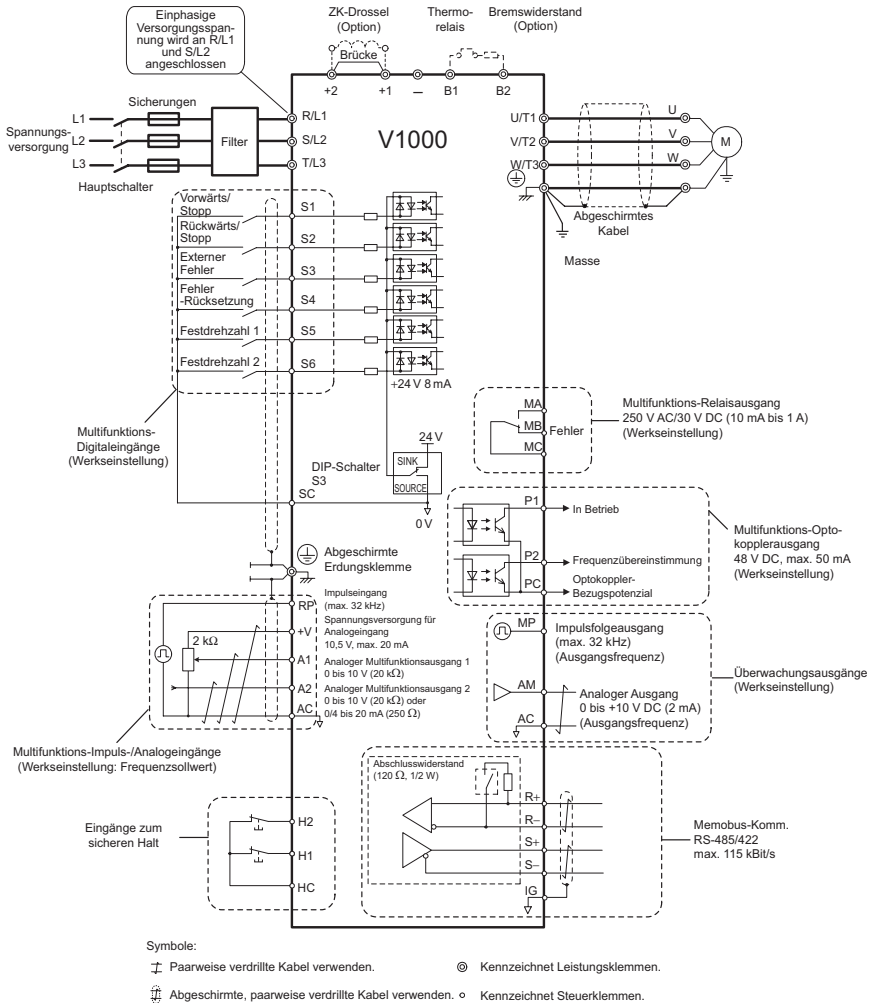 Einphasige
Versorgungsspan-
nung wird an R/L1
und S/L2
angeschlossen
ZK-Drossel
(Option)
Brücke
Thermo-
relais
Bremswiderstand
(Option)
+2
+1
–
B1
B2
V1000
Spannungs-
versorgung
L1
L2
L3
Sicherungen
Hauptschalter
Filter
R/L1
S/L2
T/L3
U/T1
V/T2
W/T3
U
V
W
M
Abgeschirmtes
Kabel
Masse
Vorwärts/
Stopp
S1
Rückwärts/
Stopp
S2
Externer
Fehler
S3
Fehler
-Rücksetzung
S4
Festdrehzahl 1
S5
Festdrehzahl 2
S6
+24 V 8 mA
Multifunktions-
Digitaleingänge
(Werkseinstellung)
DIP-Schalter
S3
24 V
SINK
SOURCE
0 V
SC
MA
MB
MC
Fehler
Multifunktions-Relaisausgang
250 V AC/30 V DC (10 mA bis 1 A)
(Werkseinstellung)
P1
In Betrieb
P2
Frequenzübereinstimmung
PC
Optokoppler-
Bezugspotenzial
Multifunktions-Opto-
kopplerausgang
48 V DC, max. 50 mA
(Werkseinstellung)
Abgeschirmte
Erdungsklemme
RP
Impulseingang
(max. 32 kHz)
+V
Spannungsversorgung für
Analogeingang
10,5 V, max. 20 mA
2 kΩ
A1
Analoger Multifunktionsausgang 1
0 bis 10 V (20 kΩ)
A2
Analoger Multifunktionsausgang 2
0 bis 10 V (20 kΩ) oder
0/4 bis 20 mA (250 Ω)
AC
Multifunktions-Impuls-/Analogeingänge
(Werkseinstellung: Frequenzsollwert)
MP
Impulsfolgeausgang
(max. 32 kHz)
(Ausgangsfrequenz)
AM
Analoger Ausgang
0 bis +10 V DC (2 mA)
(Ausgangsfrequenz)
AC
Überwachungsausgänge
(Werkseinstellung)
Abschlusswiderstand
(120 Ω, 1/2 W)
R+
R–
S+
S–
IG
Memobus-Komm.
RS-485/422
max. 115 kBit/s
Eingänge zum
sicheren Halt
H2
H1
HC
Symbole:
Paarweise verdrillte Kabel verwenden.
Kennzeichnet Leistungsklemmen.
Abgeschirmte, paarweise verdrillte Kabel verwenden.
Kennzeichnet Steuerklemmen.